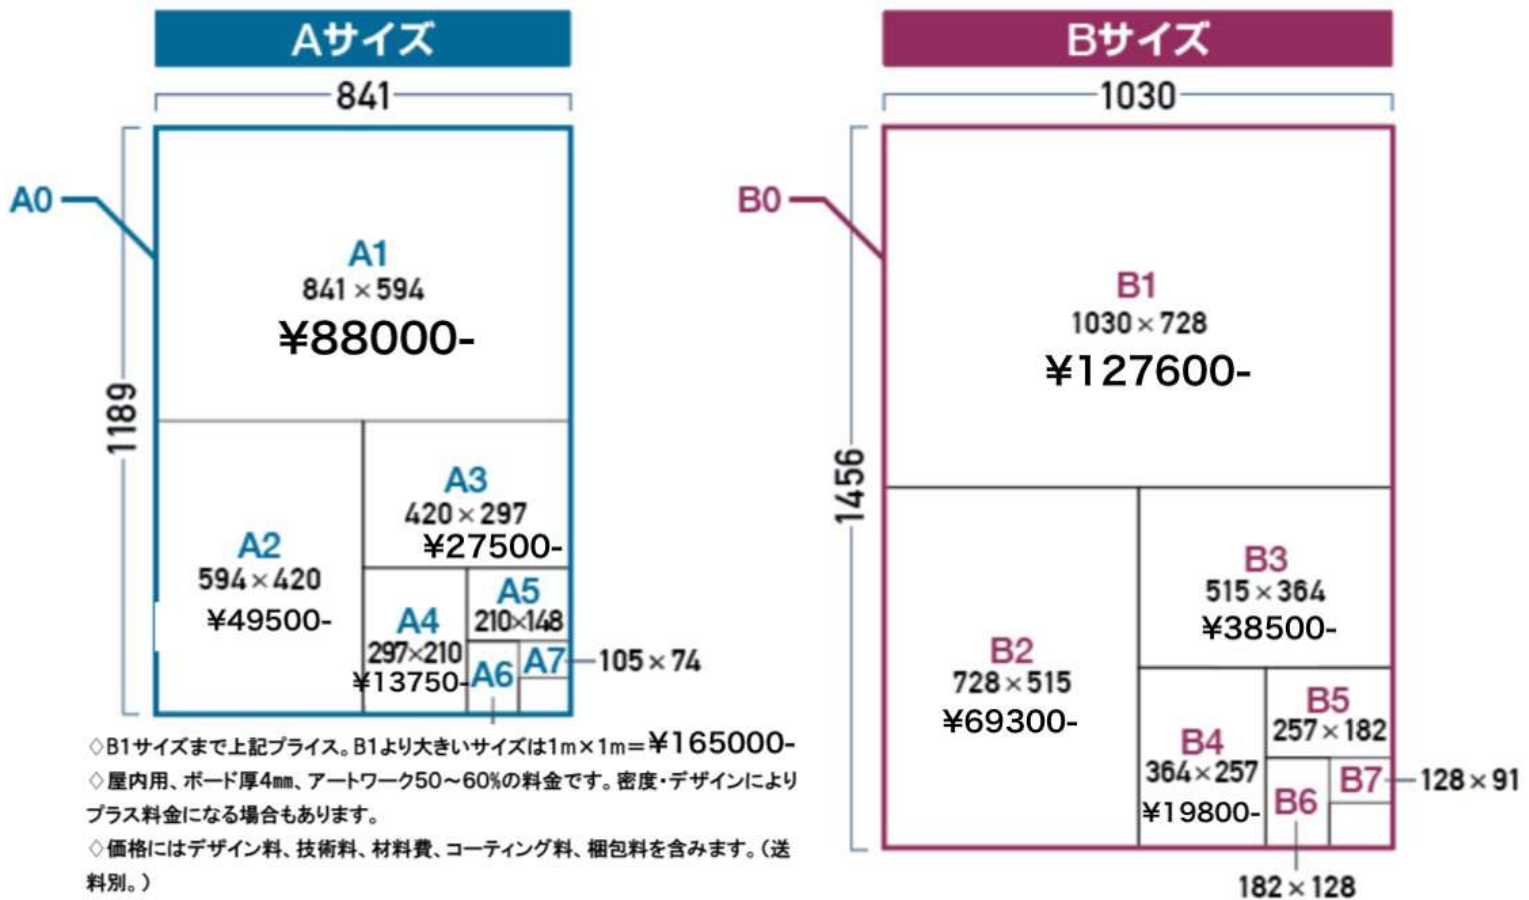 Aサイズ
841
1189
A0
A1
841×594
¥88000-
A2
594×420
¥49500-
A3
420×297
¥27500-
A4
297×210
¥13750-
A5
210×148
A6
A7
105×74
◇B1サイズまで上記プライス。B1より大きいサイズは1m×1m=¥165000-
◇屋内用、ボード厚4㎜、アートワーク50～60%の料金です。密度・デザインにより
プラス料金になる場合もあります。
◇価格にはデザイン料、技術料、材料費、コーティング料、梱包料を含みます。(送
料別。)
Bサイズ
1030
1456
B0
B1
1030×728
¥127600-
B2
728×515
¥69300-
B3
515×364
¥38500-
B4
364×257
¥19800-
B5
257×182
B6
B7
128×91
182×128